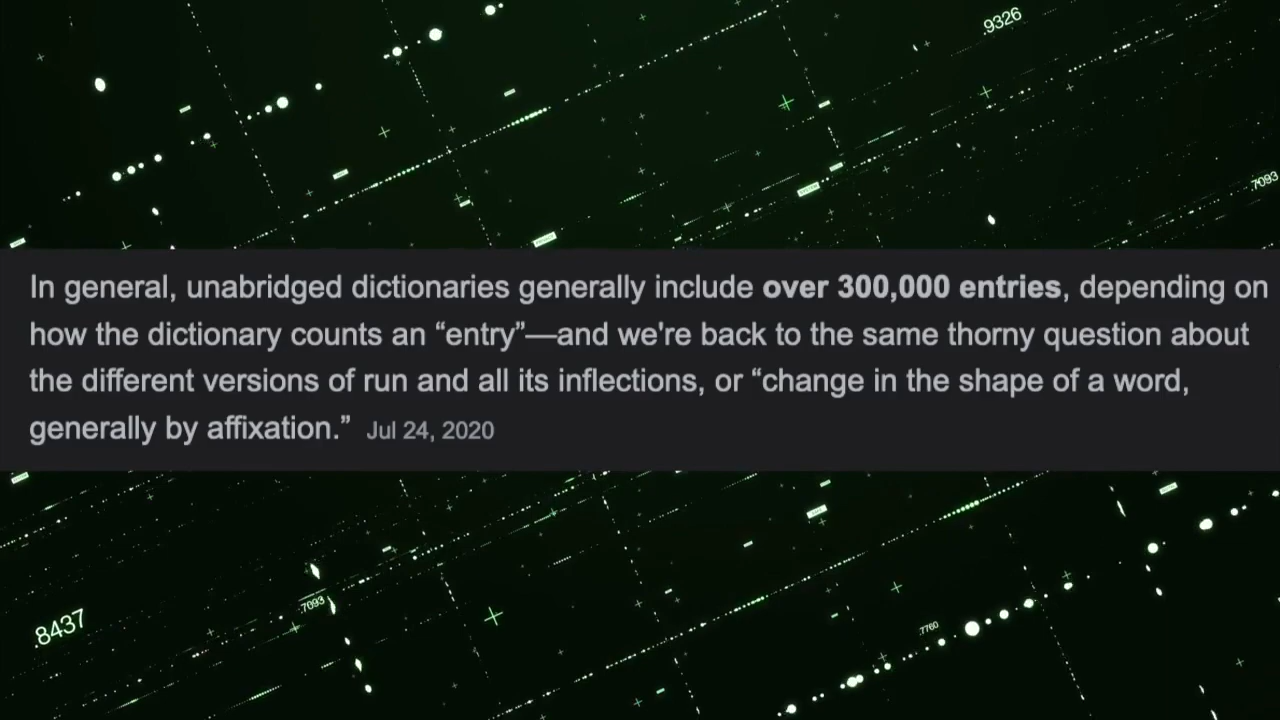 .9326
.7093
In general, unabridged dictionaries generally include over 300,000 entries, depending on
how the dictionary counts an “entry”—and we're back to the same thorny question about
the different versions of run and all its inflections, or “change in the shape of a word,
generally by affixation.” Jul 24, 2020
.7093
.8437
.7760